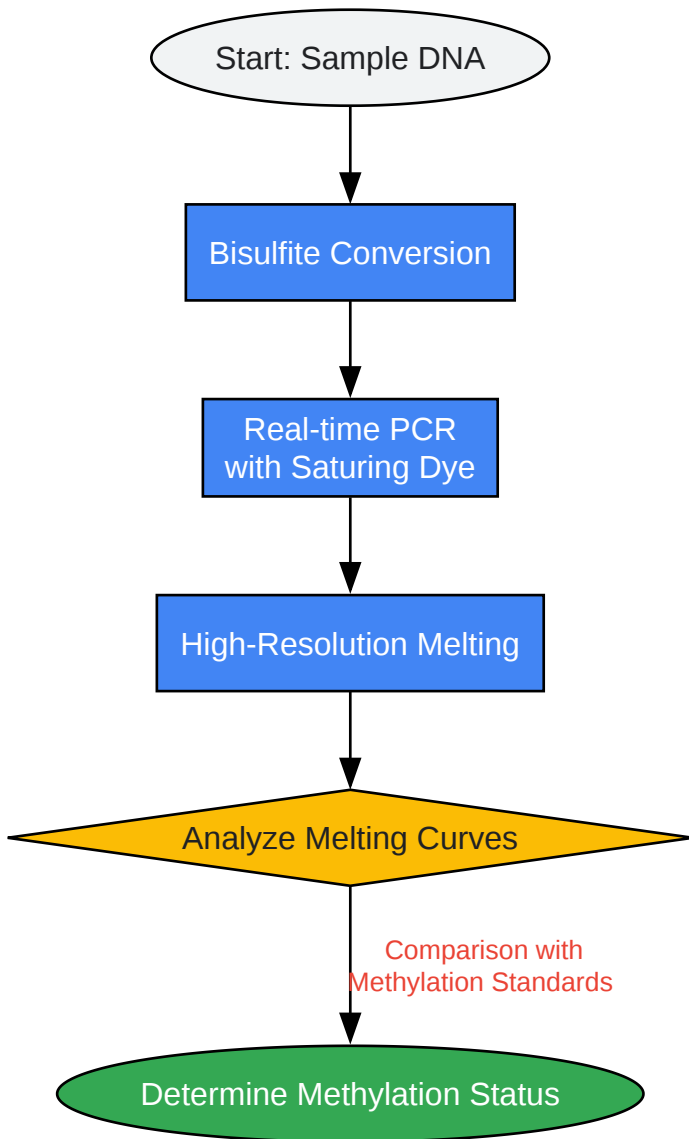 Start: Sample DNA
Bisulfite Conversion
Real-time PCR
with Saturing Dye
High-Resolution Melting
Analyze Melting Curves
Comparison with
Methylation Standards
Determine Methylation Status